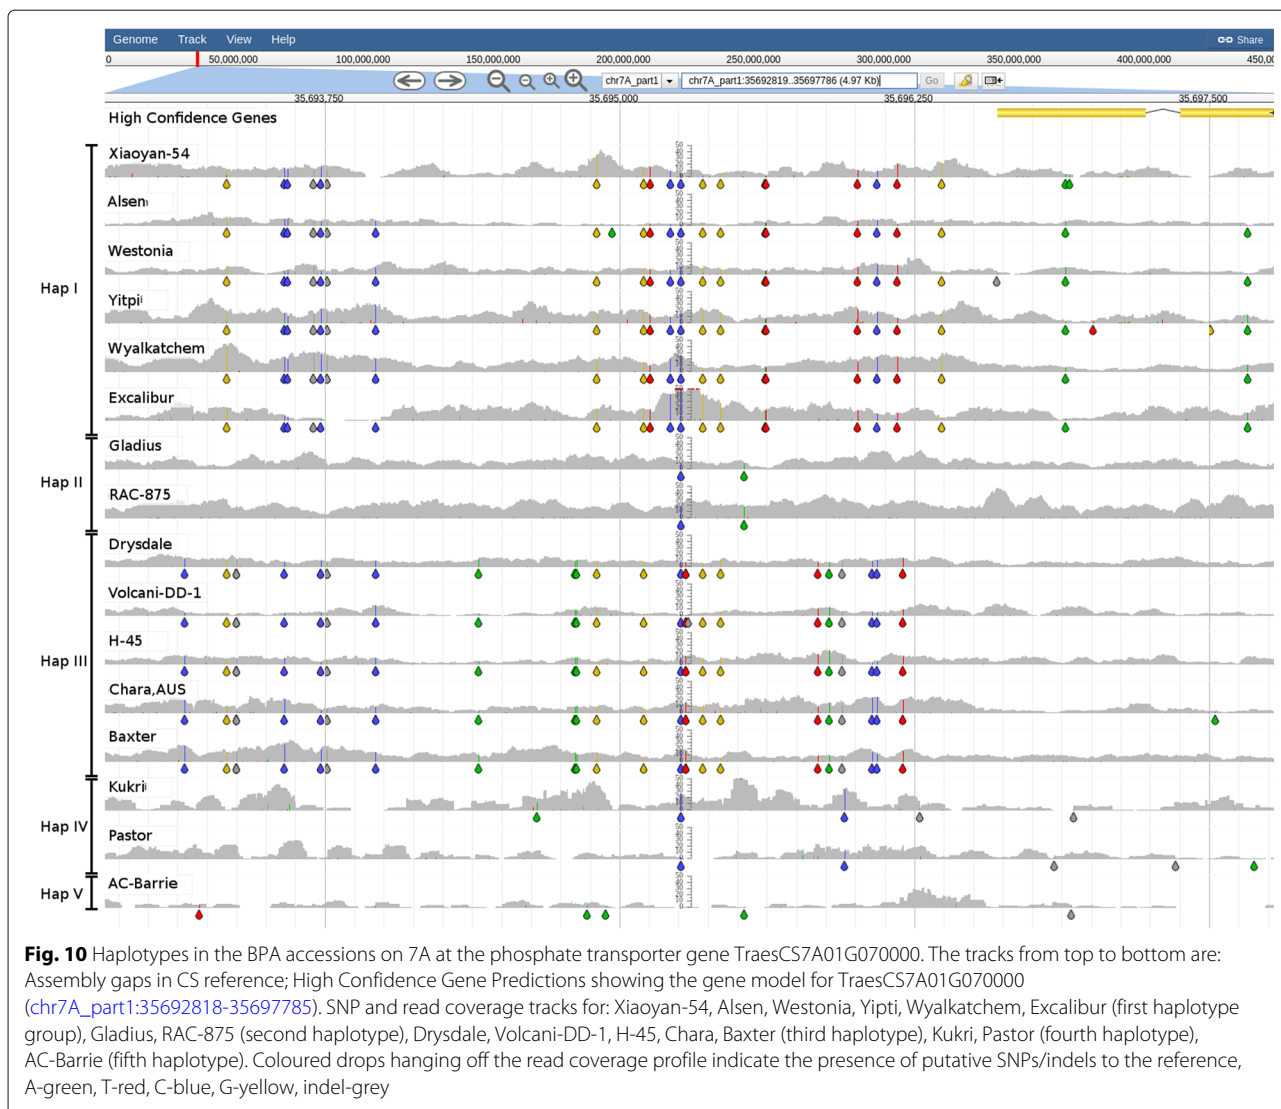 Genome Track View Help Share
0 50,000,000 100,000,000 150,000,000 200,000,000 250,000,000 300,000,000 350,000,000 400,000,000 450,00
chr7A_part1 chr7A_part1:35692819..35697786 (4.97 Kb) Go
35,693,750 35,695,000 35,696,250 35,697,500
High Confidence Genes
Xiaoyan-54
Alsen
Westonia
Hap I
Yitpi
Wyalkatchem
Excalibur
Gladius
Hap II
RAC-875
Drysdale
Volcani-DD-1
H-45
Hap III
Chara,AUS
Baxter
Kukri
Hap IV
Pastor
AC-Barrie
Hap V
Fig. 10 Haplotypes in the BPA accessions on 7A at the phosphate transporter gene TraesCS7A01G070000. The tracks from top to bottom are:
Assembly gaps in CS reference; High Confidence Gene Predictions showing the gene model for TraesCS7A01G070000
(chr7A_part1:35692818-35697785). SNP and read coverage tracks for: Xiaoyan-54, Alsen, Westonia, Yipti, Wyalkatchem, Excalibur (first haplotype
group), Gladius, RAC-875 (second haplotype), Drysdale, Volcani-DD-1, H-45, Chara, Baxter (third haplotype), Kukri, Pastor (fourth haplotype),
AC-Barrie (fifth haplotype). Coloured drops hanging off the read coverage profile indicate the presence of putative SNPs/indels to the reference,
A-green, T-red, C-blue, G-yellow, indel-grey